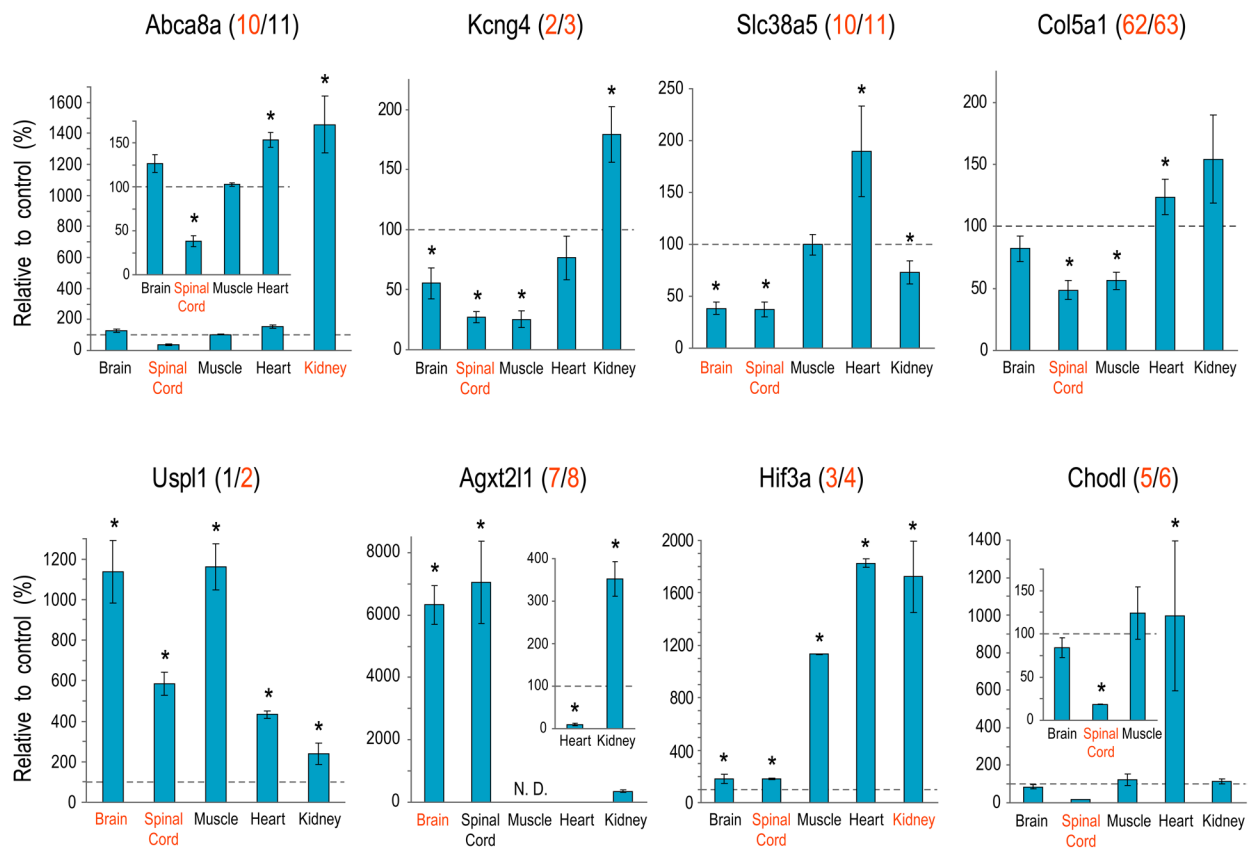 Abca8a (10/11)
Kcng4 (2/3)
Slc38a5 (10/11)
Col5a1 (62/63)
Relative to control (%)
1600
1400
1200
1000
800
600
400
200
0
150
100
50
0
*
*
*
Brain
Spinal Cord
Muscle
Heart
Brain
Spinal Cord
Muscle
Heart
Kidney
200
150
100
50
0
*
*
*
*
Brain
Spinal Cord
Muscle
Heart
Kidney
250
200
150
100
50
0
*
*
*
*
Brain
Spinal Cord
Muscle
Heart
Kidney
200
150
100
50
0
*
*
*
Brain
Spinal Cord
Muscle
Heart
Kidney
Uspl1 (1/2)
Agxt2l1 (7/8)
Hif3a (3/4)
Chodl (5/6)
Relative to control (%)
1200
1000
800
600
400
200
0
*
*
*
*
*
Brain
Spinal Cord
Muscle
Heart
Kidney
8000
6000
4000
2000
0
*
*
N. D.
400
300
200
100
0
*
*
Heart
Kidney
Brain
Spinal Cord
Muscle
Heart
Kidney
2000
1600
1200
800
400
0
*
*
*
*
*
Brain
Spinal Cord
Muscle
Heart
Kidney
1400
1200
1000
800
600
400
200
0
150
100
50
0
*
*
Brain
Spinal Cord
Muscle
Brain
Spinal Cord
Muscle
Heart
Kidney